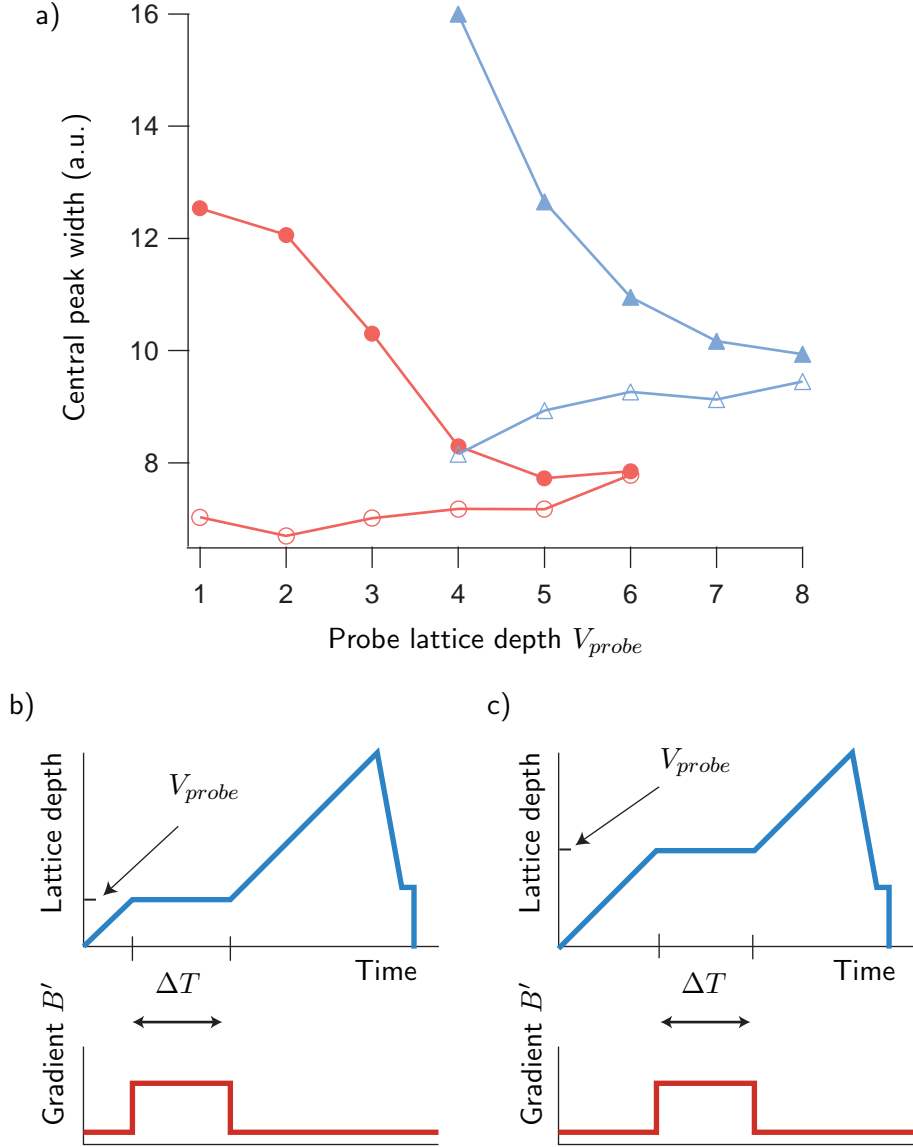 a)
Central peak width (a.u.)
16
14
12
10
8
1 2 3 4 5 6 7 8
Probe lattice depth V_probe
b)
Lattice depth
V_probe
Time
ΔT
Gradient B′
c)
Lattice depth
V_probe
Time
ΔT
Gradient B′